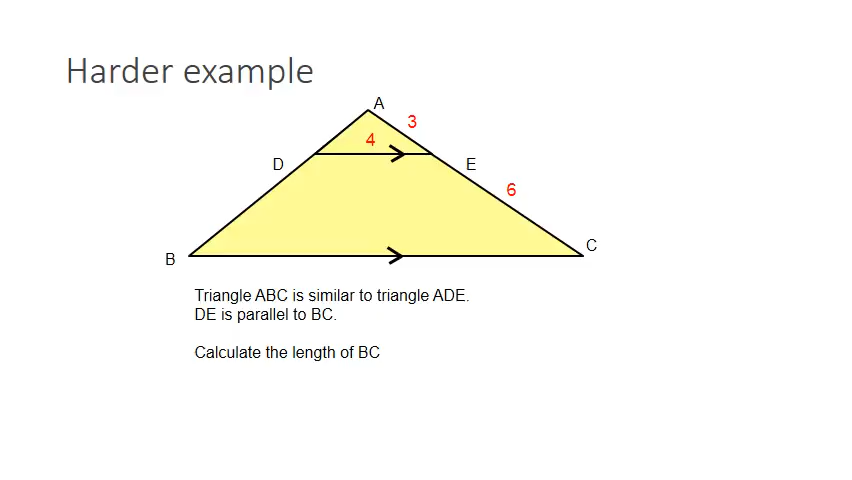 Harder example
A
3
4
D
E
6
B
C
Triangle ABC is similar to triangle ADE.
DE is parallel to BC.
Calculate the length of BC